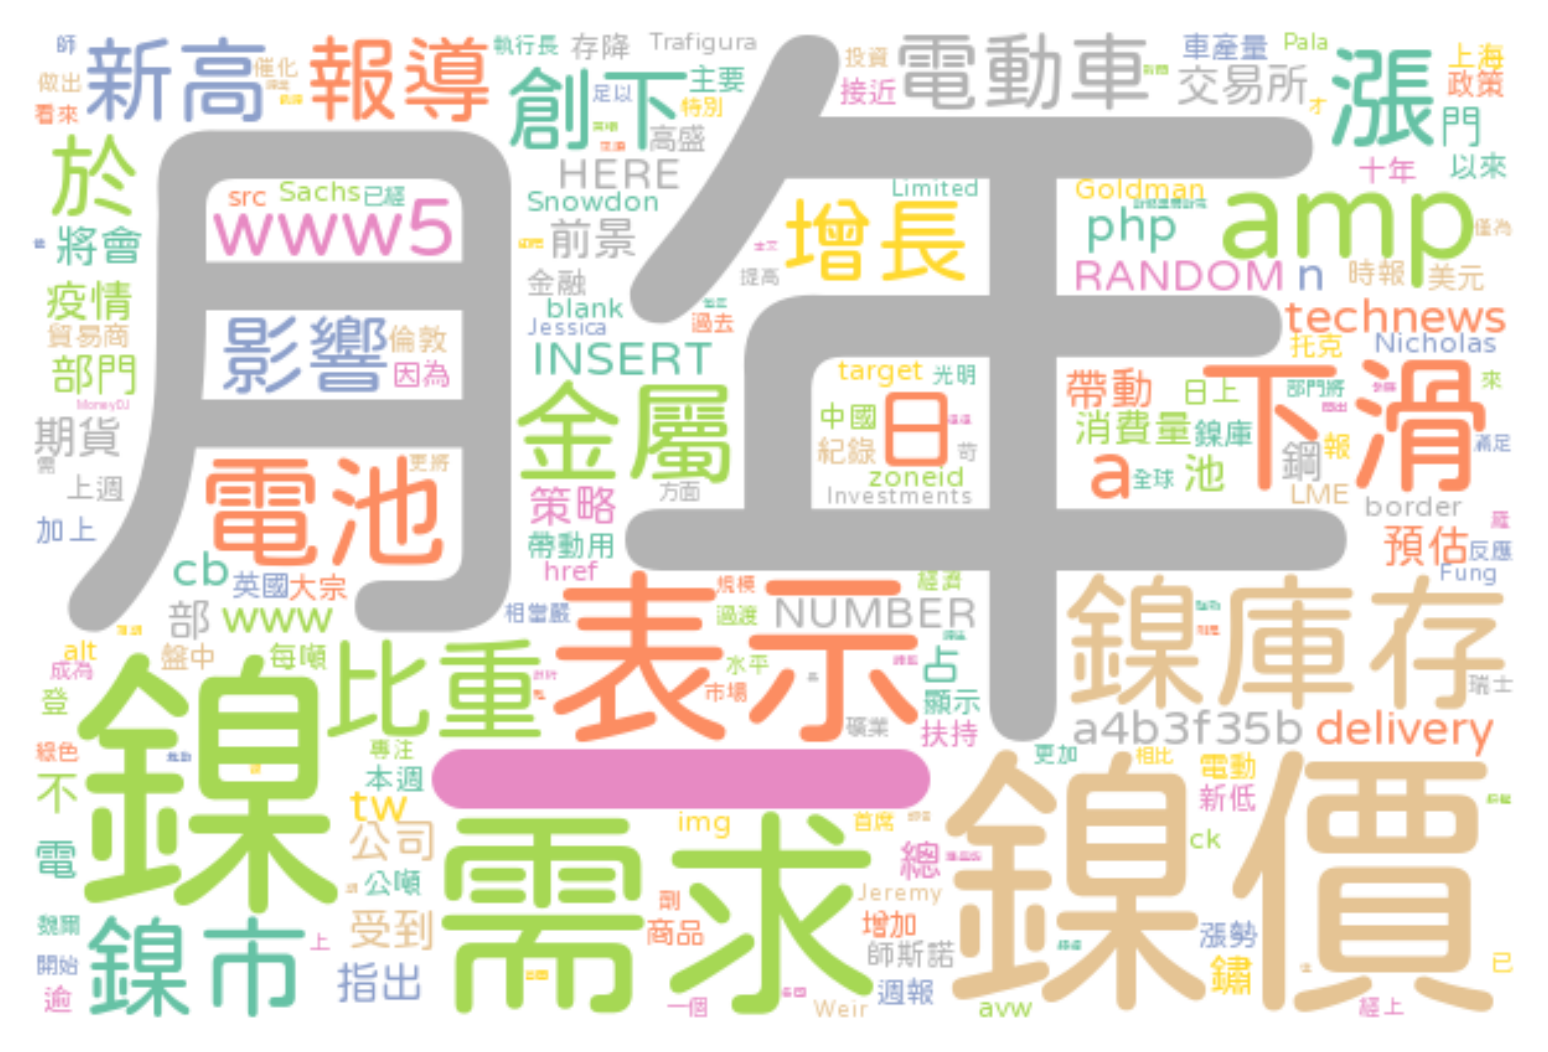 師 新高 催化 報導 執行長 存降 Trafigura 投資 電動車 車產量 Pala 漲 上海
做出 創下 足以 主要 特別 接近 交易所 才 政策
看來 高盛 門
於 HERE 十年 以來
src Sachs 已經 Snowdon Limited Goldman amp
將會 www5 前景 增長 php 僅為
疫情 金融 提高 RANDOM n 時報 美元
貿易商 影響 倫敦 blank 過去 technews
Jessica 托克 Nicholas
部門 因為 INSERT target 光明 帶動 日上 部門將 下滑 來
MoneyDJ 金屬 中國 日 消費量 鎳庫
期貨 紀錄 苛 鋼 報 滿足
需 電池 更將 zoneid a 全球 池
上週 策略 方面 Investments LME border
加上 帶動用 年 預估 反應
月 cb 英國 大宗 href Fung
部 www 相當嚴 表示 規模 經濟 過渡 NUMBER 鎳庫存
alt 盤中 每噸 比重 水平 占
成為 市場 顯示 瑞士
登 鎳 礦業 扶持 a4b3f35b delivery
綠色 專注 更加 相比 電動
不 本週 一 新低
tw img 首席 鎳價
電 公司 需求 總 ck
公噸 Jeremy
魏爾 鎳市 受到 劃 商品 增加 漲勢
開始 上 指出 師斯諾 鏽 已
逾 一個 Weir 週報 avw 經上